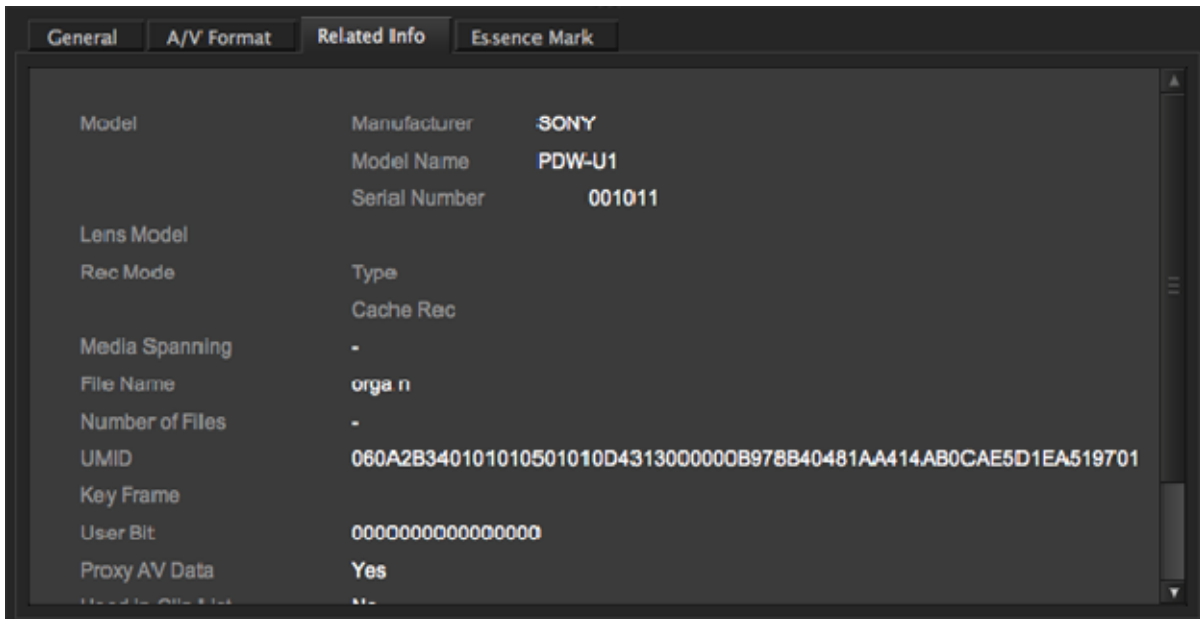 General A/V Format Related Info Essence Mark
Model Manufacturer SONY
Model Name PDW-U1
Serial Number 001011
Lens Model
Rec Mode Type
Cache Rec
Media Spanning -
File Name organ
Number of Files -
UMID 060A2B340101010501010D4313000000B978B40481AA414AB0CAE5D1EA519701
Key Frame
User Bit 0000000000000000
Proxy AV Data Yes